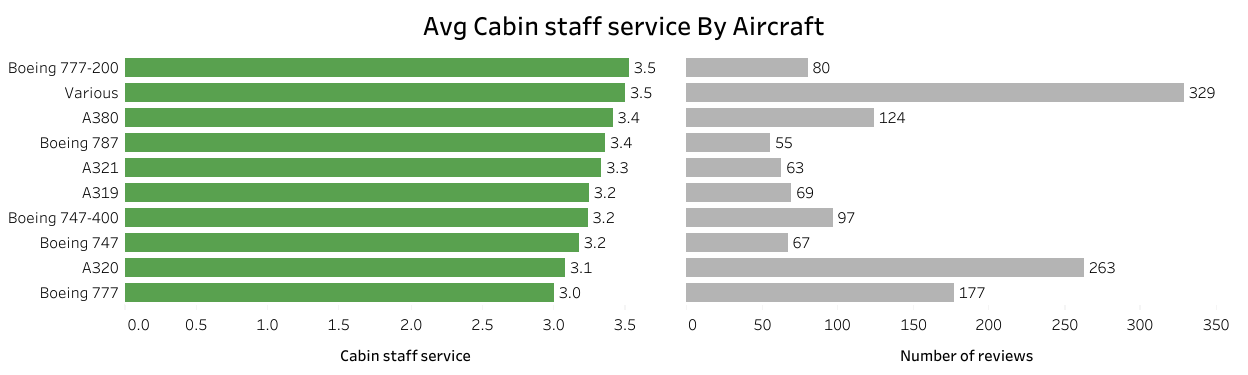 Avg Cabin staff service By Aircraft
Boeing 777-200 3.5 80
Various 3.5 329
A380 3.4 124
Boeing 787 3.4 55
A321 3.3 63
A319 3.2 69
Boeing 747-400 3.2 97
Boeing 747 3.2 67
A320 3.1 263
Boeing 777 3.0 177
0.0 0.5 1.0 1.5 2.0 2.5 3.0 3.5 0 50 100 150 200 250 300 350
Cabin staff service Number of reviews